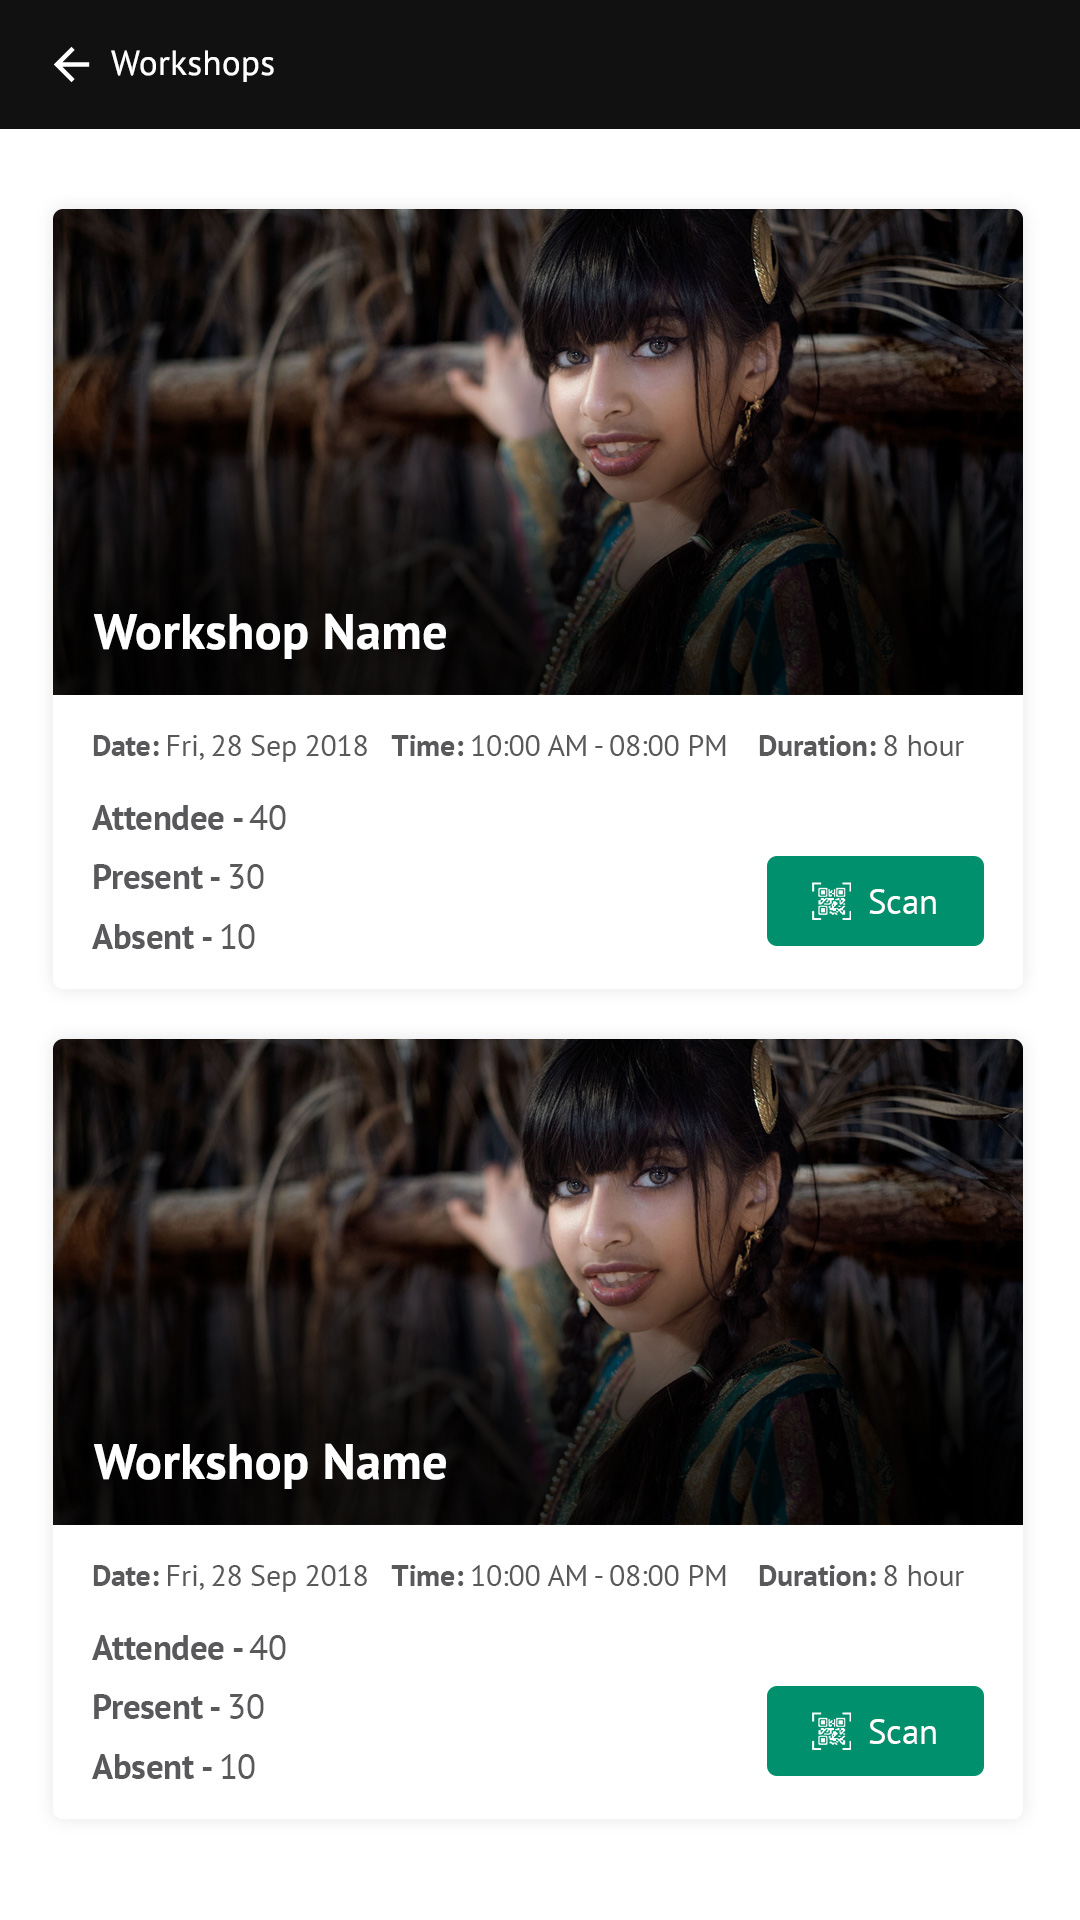 Workshops
Workshop Name
Date: Fri, 28 Sep 2018 Time: 10:00 AM - 08:00 PM Duration: 8 hour
Attendee - 40
Present - 30
Scan
Absent - 10
Workshop Name
Date: Fri, 28 Sep 2018 Time: 10:00 AM - 08:00 PM Duration: 8 hour
Attendee - 40
Present - 30
Scan
Absent - 10